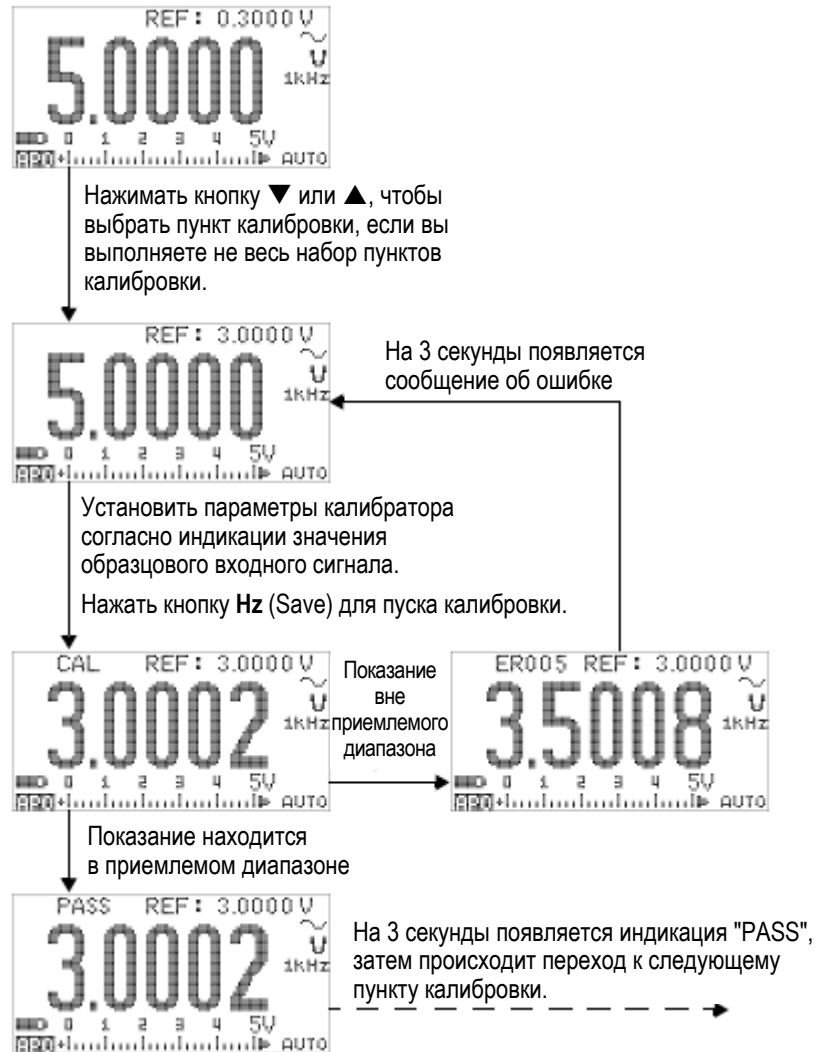 REF: 0.3000 V
5.0000
1kHz
0 1 2 3 4 5V
APO AUTO
Нажимать кнопку ▼ или ▲, чтобы
выбрать пункт калибровки, если вы
выполняете не весь набор пунктов
калибровки.
REF: 3.0000 V
5.0000
1kHz
0 1 2 3 4 5V
APO AUTO
На 3 секунды появляется
сообщение об ошибке
Установить параметры калибратора
согласно индикации значения
образцового входного сигнала.
Нажать кнопку Hz (Save) для пуска калибровки.
CAL REF: 3.0000 V
3.0002
1kHz
0 1 2 3 4 5V
APO AUTO
Показание
вне
приемлемого
диапазона
ER005 REF: 3.0000 V
3.5008
1kHz
0 1 2 3 4 5V
APO AUTO
Показание находится
в приемлемом диапазоне
PASS REF: 3.0000 V
3.0002
1kHz
0 1 2 3 4 5V
APO AUTO
На 3 секунды появляется индикация "PASS",
затем происходит переход к следующему
пункту калибровки.